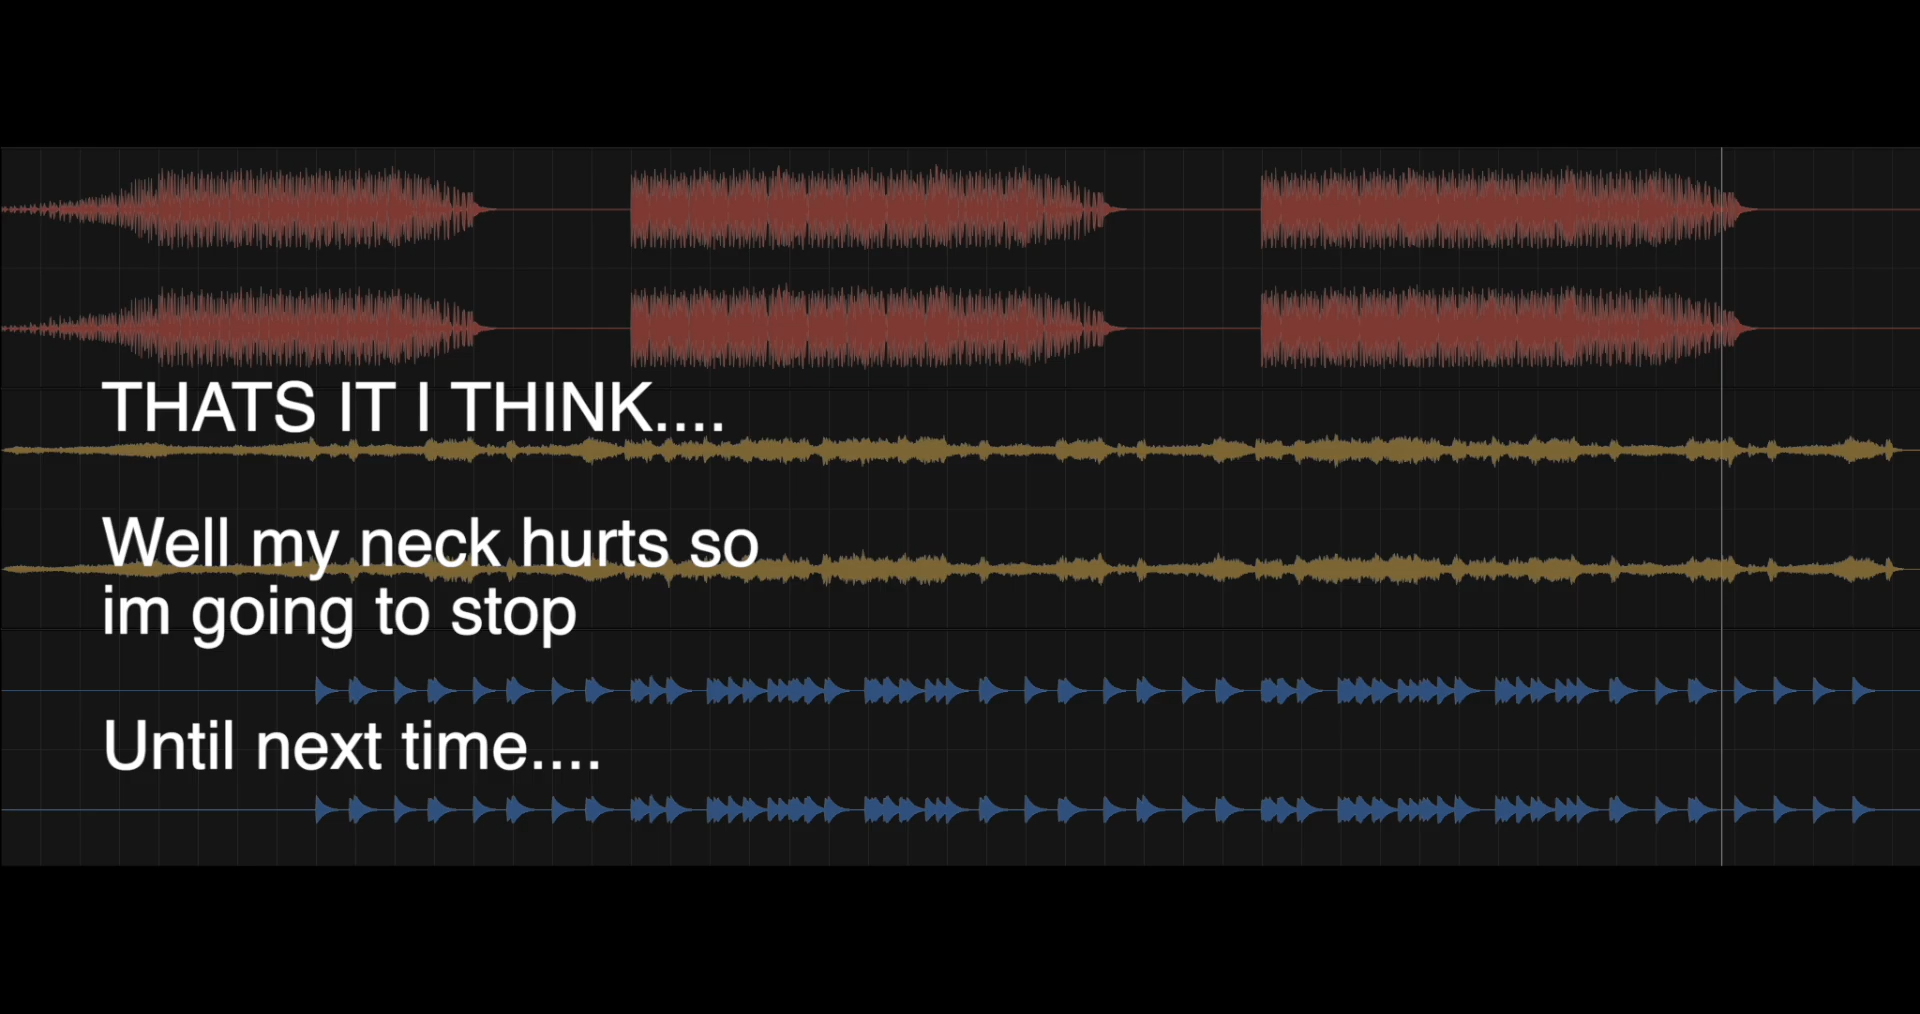 THATS IT I THINK....
Well my neck hurts so
im going to stop
Until next time....